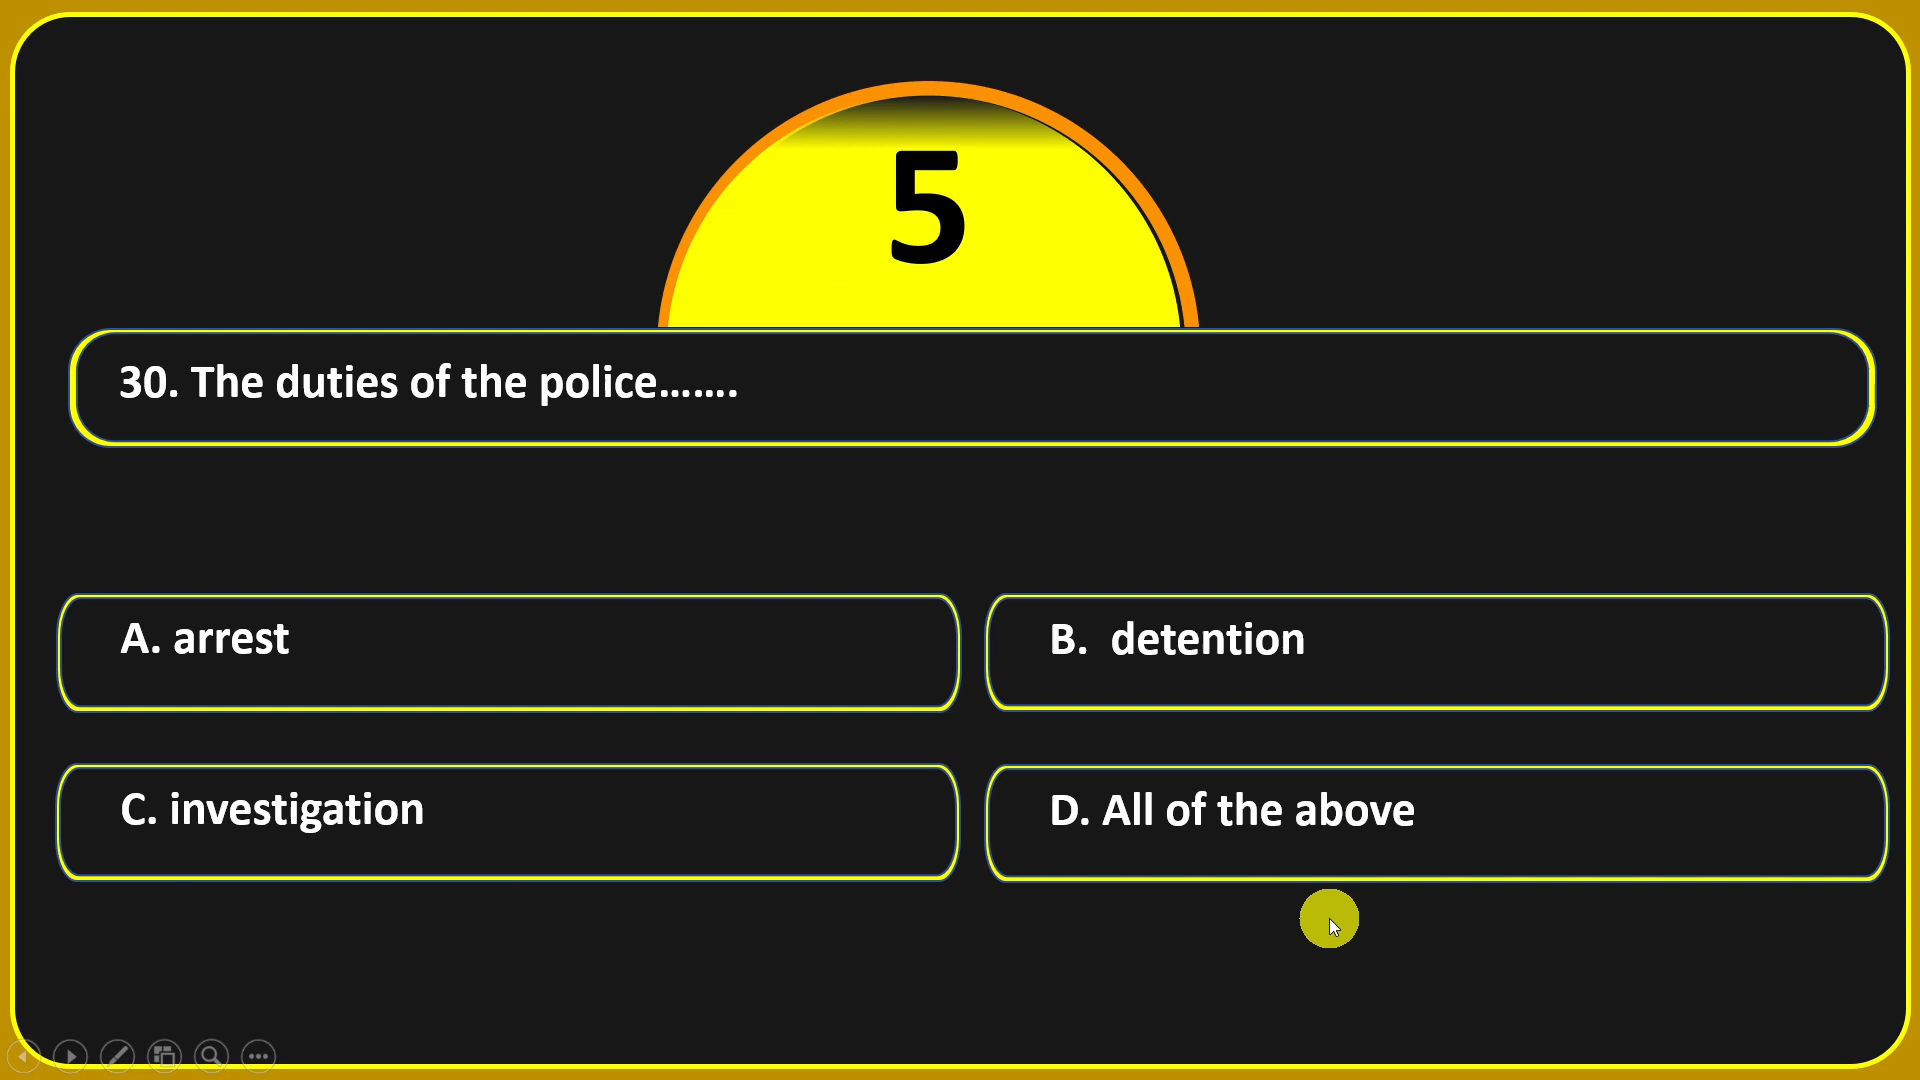 5
30. The duties of the police.......
A. arrest
B.  detention
C. investigation
D. All of the above